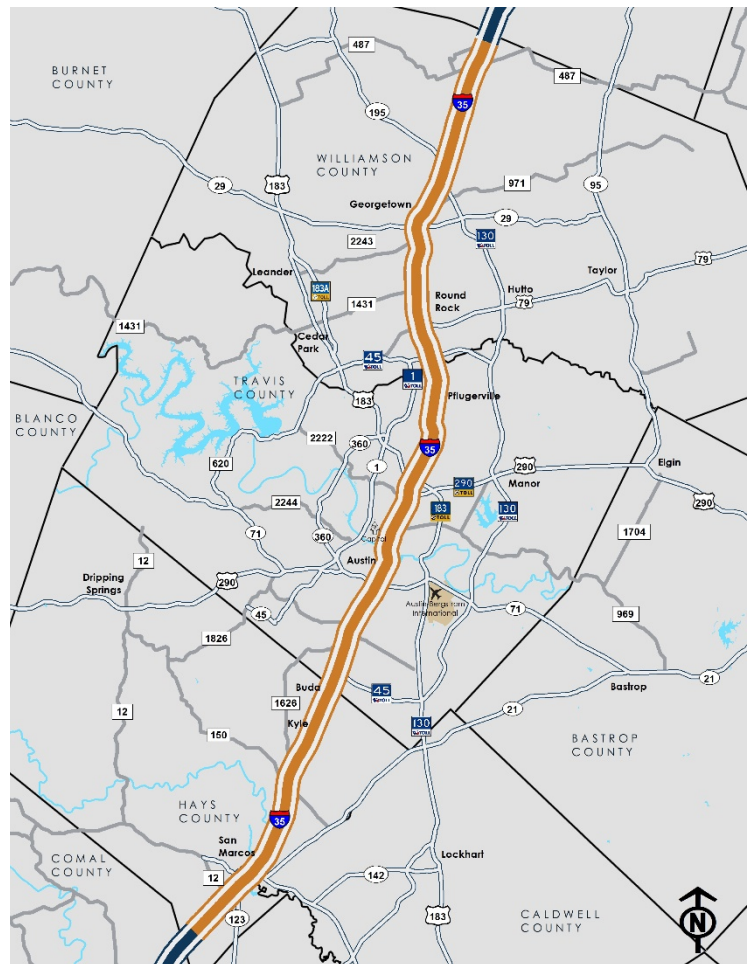 487
BURNET
COUNTY
487
35
195
WILLIAMSON
COUNTY
971
183
29
95
Georgetown
29
130
2243
79
Leander
Taylor
183A
TOLL
Hutto
Round
Rock
79
1431
1431
Cedar
Park
45
TOLL
1
TOLL
TRAVIS
COUNTY
183
Pflugerville
BLANCO
COUNTY
2222
360
35
620
1
290
Elgin
290
TOLL
Manor
2244
183
TOLL
130
TOLL
290
71
360
1704
Capitol
12
Austin
Dripping
Springs
290
Austin-Bergstrom
International
45
71
969
1826
21
Buda
45
TOLL
Bastrop
1626
12
21
Kyle
130
TOLL
150
BASTROP
COUNTY
HAYS
COUNTY
35
San
Marcos
COMAL
COUNTY
Lockhart
12
142
123
183
CALDWELL
COUNTY
N